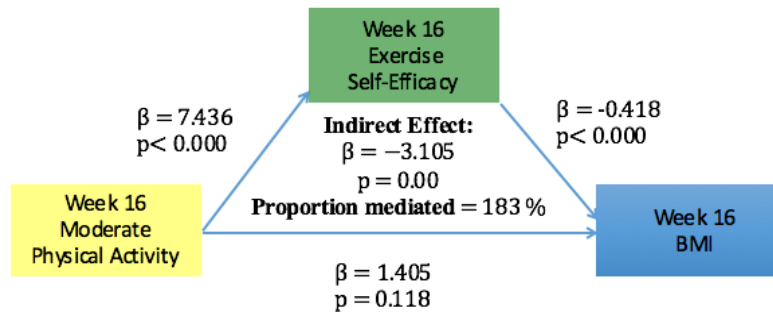 Week 16
Exercise
Self-Efficacy
β = 7.436
p< 0.000
β = -0.418
p< 0.000
Indirect Effect:
β = −3.105
p = 0.00
Proportion mediated = 183 %
Week 16
Moderate
Physical Activity
Week 16
BMI
β = 1.405
p = 0.118